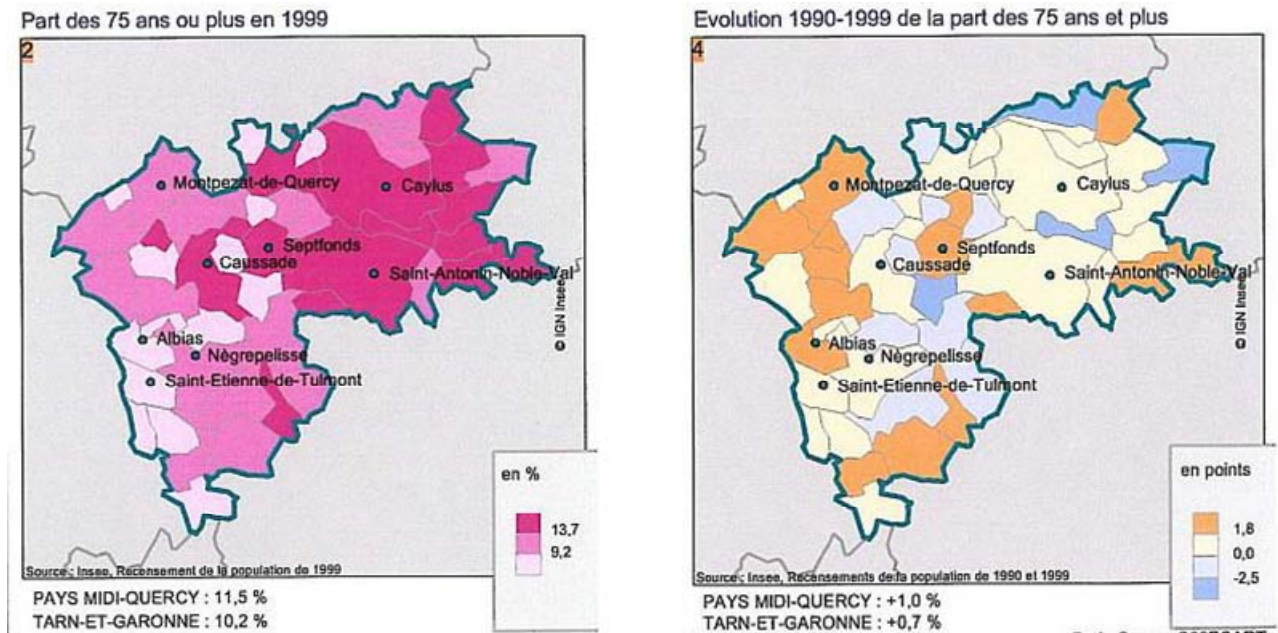 Part des 75 ans ou plus en 1999
2
Montpezat-de-Quercy
Caylus
Septfonds
Caussade
Saint-Antonin-Noble-Val
© IGN Insee
Albias
Nègrepelisse
Saint-Etienne-de-Tulmont
en %
13,7
9,2
Source : Insee, Recensement de la population de 1999
PAYS MIDI-QUERCY : 11,5 %
TARN-ET-GARONNE : 10,2 %
Evolution 1990-1999 de la part des 75 ans et plus
4
Montpezat-de-Quercy
Caylus
Septfonds
Caussade
Saint-Antonin-Noble-Val
© IGN Insee
Albias
Nègrepelisse
Saint-Etienne-de-Tulmont
en points
1,8
0,0
-2,5
Source : Insee, Recensements de la population de 1990 et 1999
PAYS MIDI-QUERCY : +1,0 %
TARN-ET-GARONNE : +0,7 %